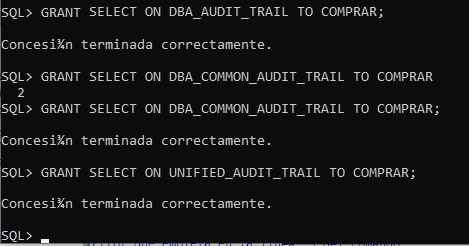 SQL> GRANT SELECT ON DBA_AUDIT_TRAIL TO COMPRAR;
Concesi¾n terminada correctamente.
SQL> GRANT SELECT ON DBA_COMMON_AUDIT_TRAIL TO COMPRAR
2
SQL> GRANT SELECT ON DBA_COMMON_AUDIT_TRAIL TO COMPRAR;
Concesi¾n terminada correctamente.
SQL> GRANT SELECT ON UNIFIED_AUDIT_TRAIL TO COMPRAR;
Concesi¾n terminada correctamente.
SQL>